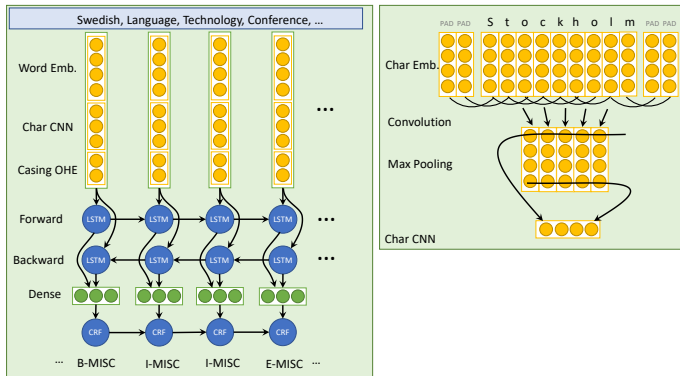 Swedish, Language, Technology, Conference, ...
Word Emb.
...
Char CNN
Casing OHE
Forward LSTM LSTM LSTM LSTM ...
Backward LSTM LSTM LSTM LSTM ...
Dense
CRF CRF CRF CRF
... B-MISC I-MISC I-MISC E-MISC ...
PAD PAD S t o c k h o l m PAD PAD
Char Emb.
Convolution
Max Pooling
Char CNN